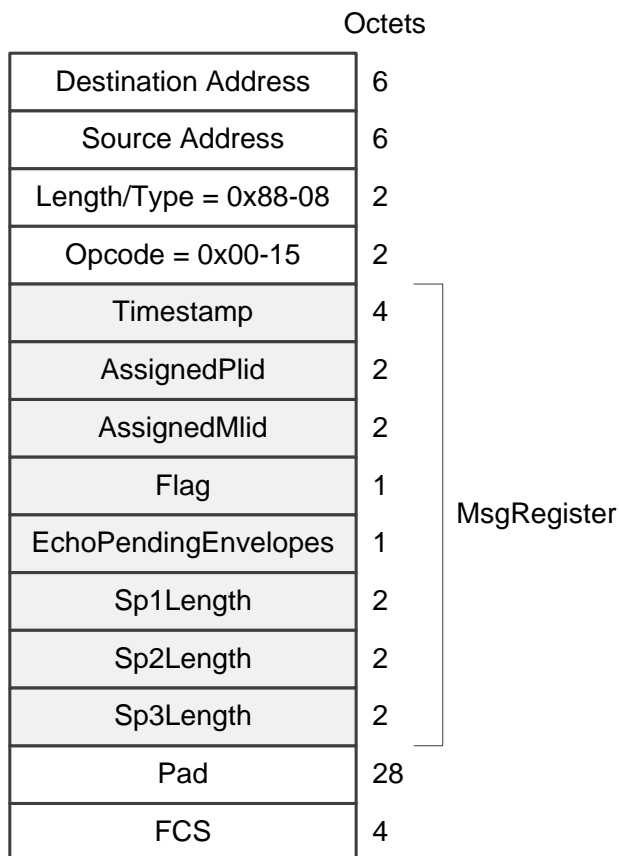 Octets
Destination Address 6
Source Address 6
Length/Type = 0x88-08 2
Opcode = 0x00-15 2
Timestamp 4
AssignedPlid 2
AssignedMlid 2
Flag 1
MsgRegister
EchoPendingEnvelopes 1
Sp1Length 2
Sp2Length 2
Sp3Length 2
Pad 28
FCS 4